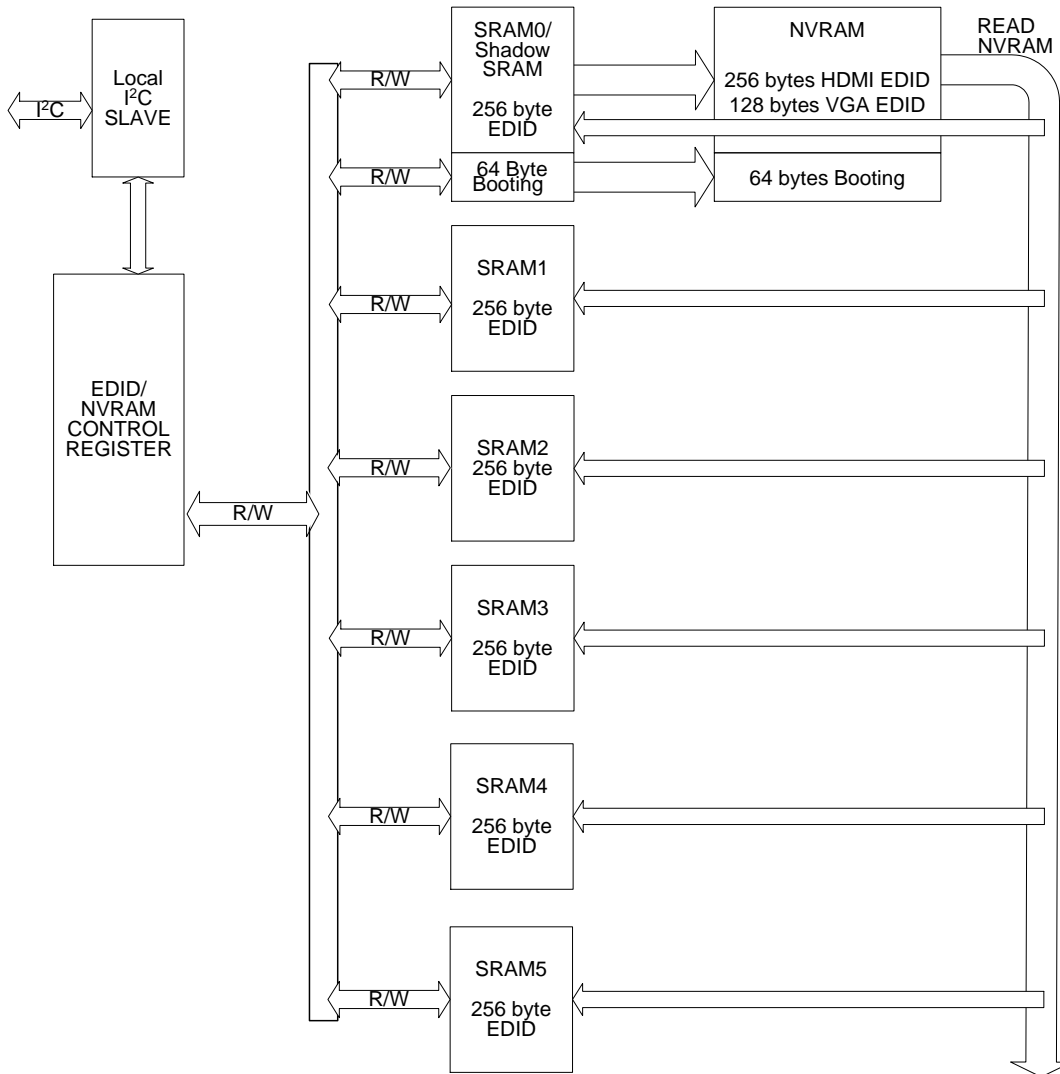 I²C
Local
I²C
SLAVE
EDID/
NVRAM
CONTROL
REGISTER
R/W
R/W
SRAM0/
Shadow
SRAM
256 byte
EDID
NVRAM
256 bytes HDMI EDID
128 bytes VGA EDID
READ
NVRAM
R/W
64 Byte
Booting
64 bytes Booting
R/W
SRAM1
256 byte
EDID
R/W
SRAM2
256 byte
EDID
R/W
SRAM3
256 byte
EDID
R/W
SRAM4
256 byte
EDID
R/W
SRAM5
256 byte
EDID